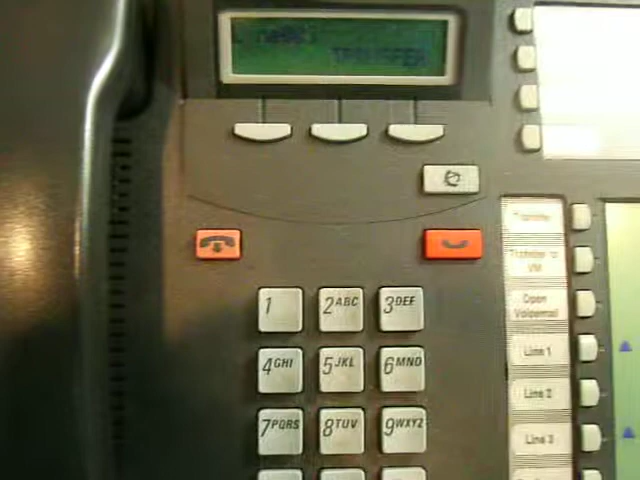 TRANSFER
Transfer
Transfer to
VM
Open
Voicemail
1
2ABC
3DEF
Line 1
4GHI
5JKL
6MNO
Line 2
7PQRS
8TUV
9WXYZ
Line 3